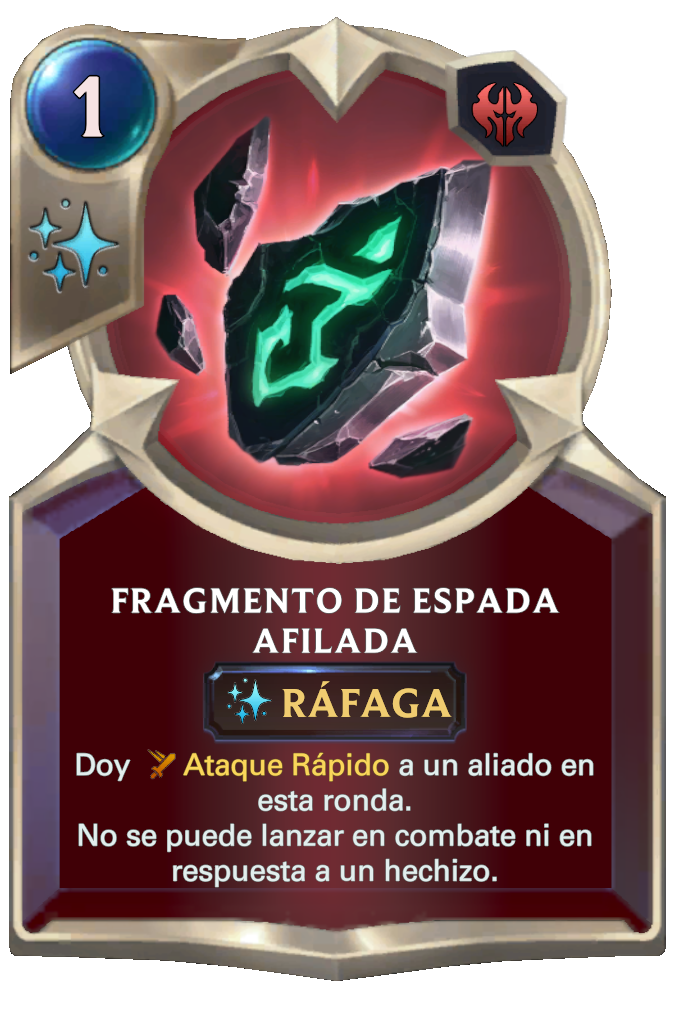 1
FRAGMENTO DE ESPADA
AFILADA
RÁFAGA
Doy Ataque Rápido a un aliado en
esta ronda.
No se puede lanzar en combate ni en
respuesta a un hechizo.